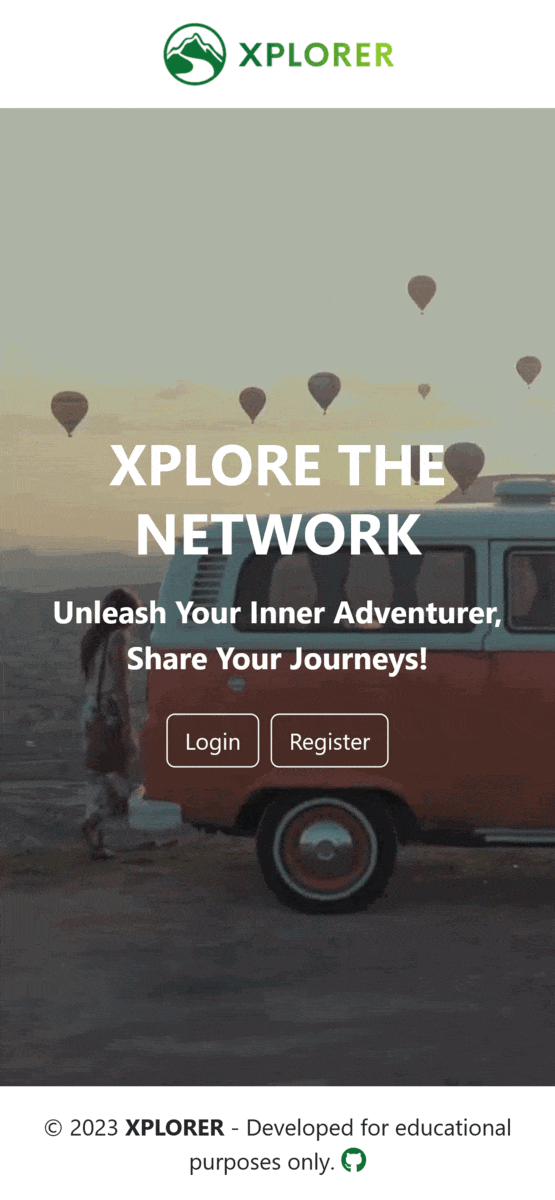 XPLORER
XPLORE THE
NETWORK
Unleash Your Inner Adventurer,
Share Your Journeys!
Login
Register
© 2023 XPLORER - Developed for educational
purposes only.